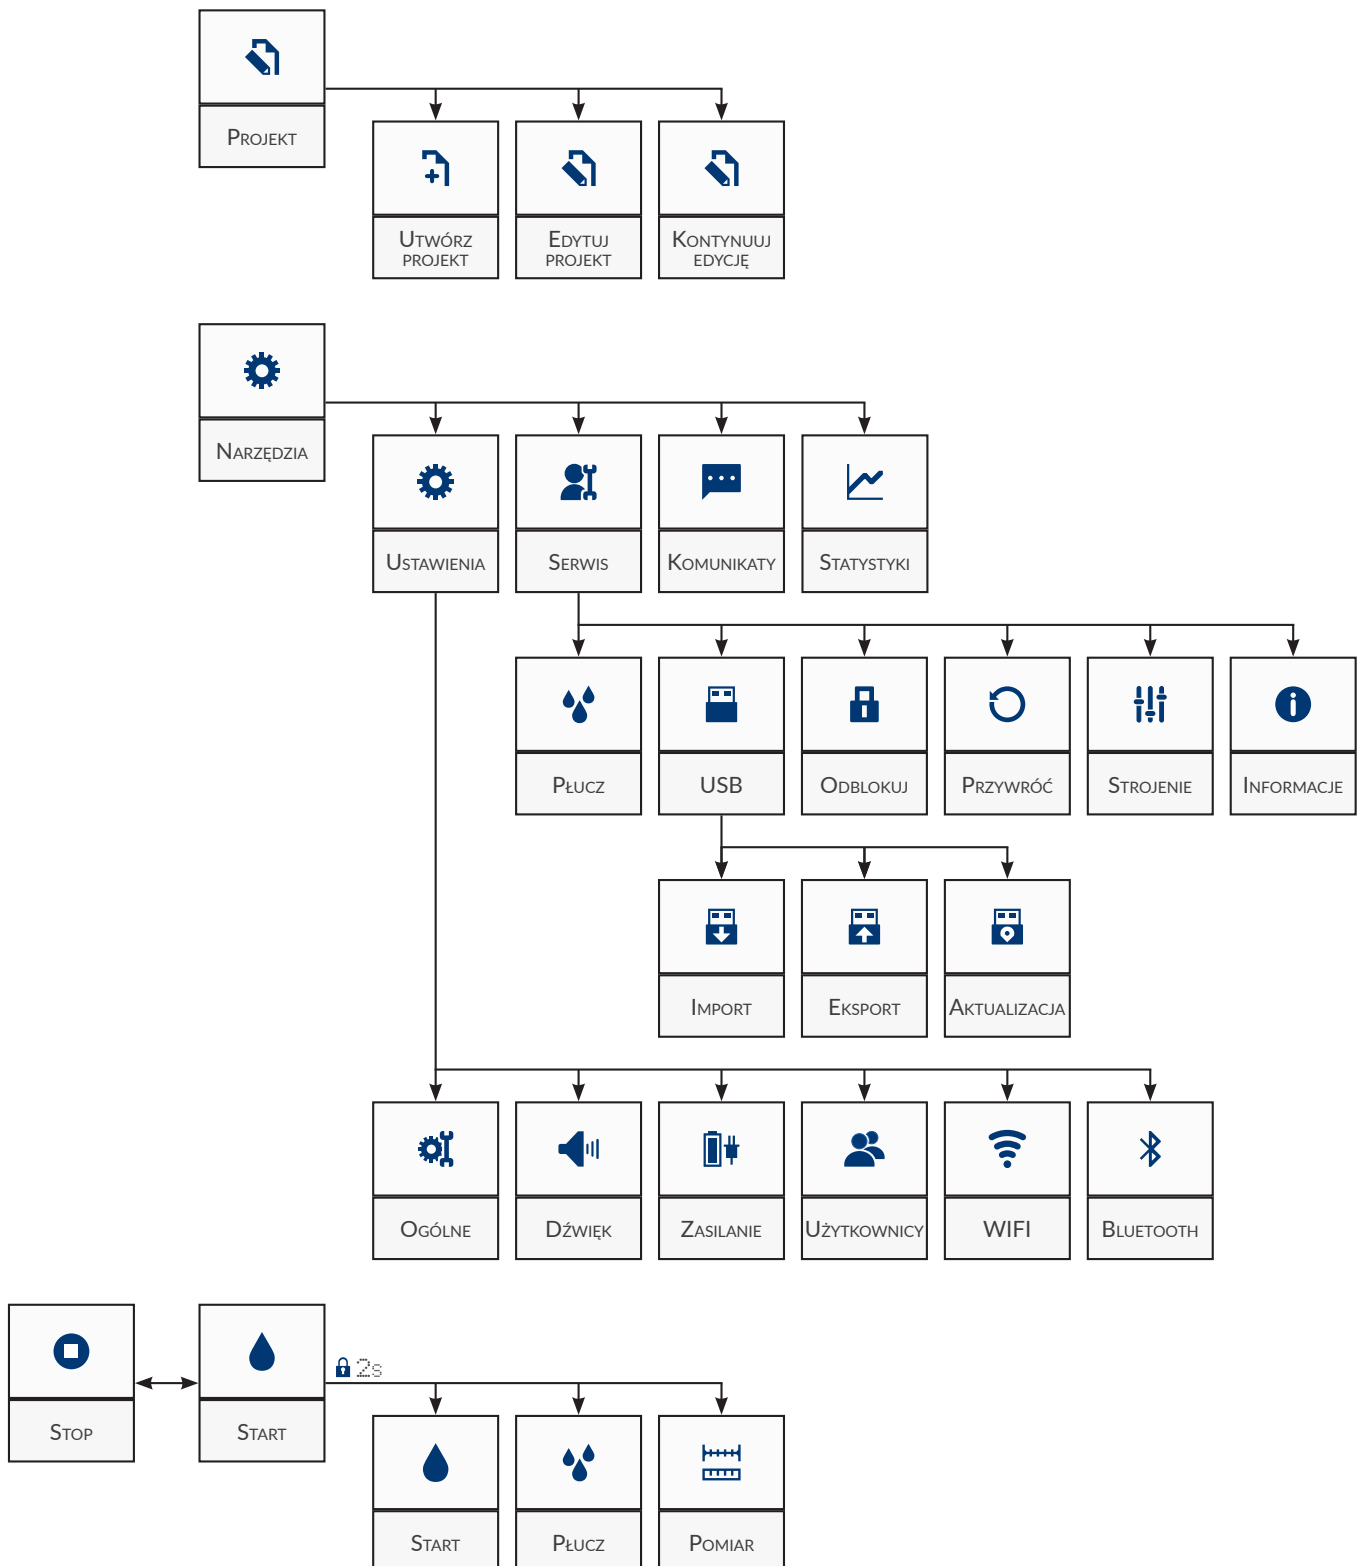 Projekt
Utwórz
projekt
Edytuj
projekt
Kontynuuj
edycję
Narzędzia
Ustawienia
Serwis
Komunikaty
Statystyki
Płucz
USB
Odblokuj
Przywróć
Strojenie
Informacje
Import
Eksport
Aktualizacja
Ogólne
Dźwięk
Zasilanie
Użytkownicy
WIFI
Bluetooth
2s
Stop
Start
Start
Płucz
Pomiar